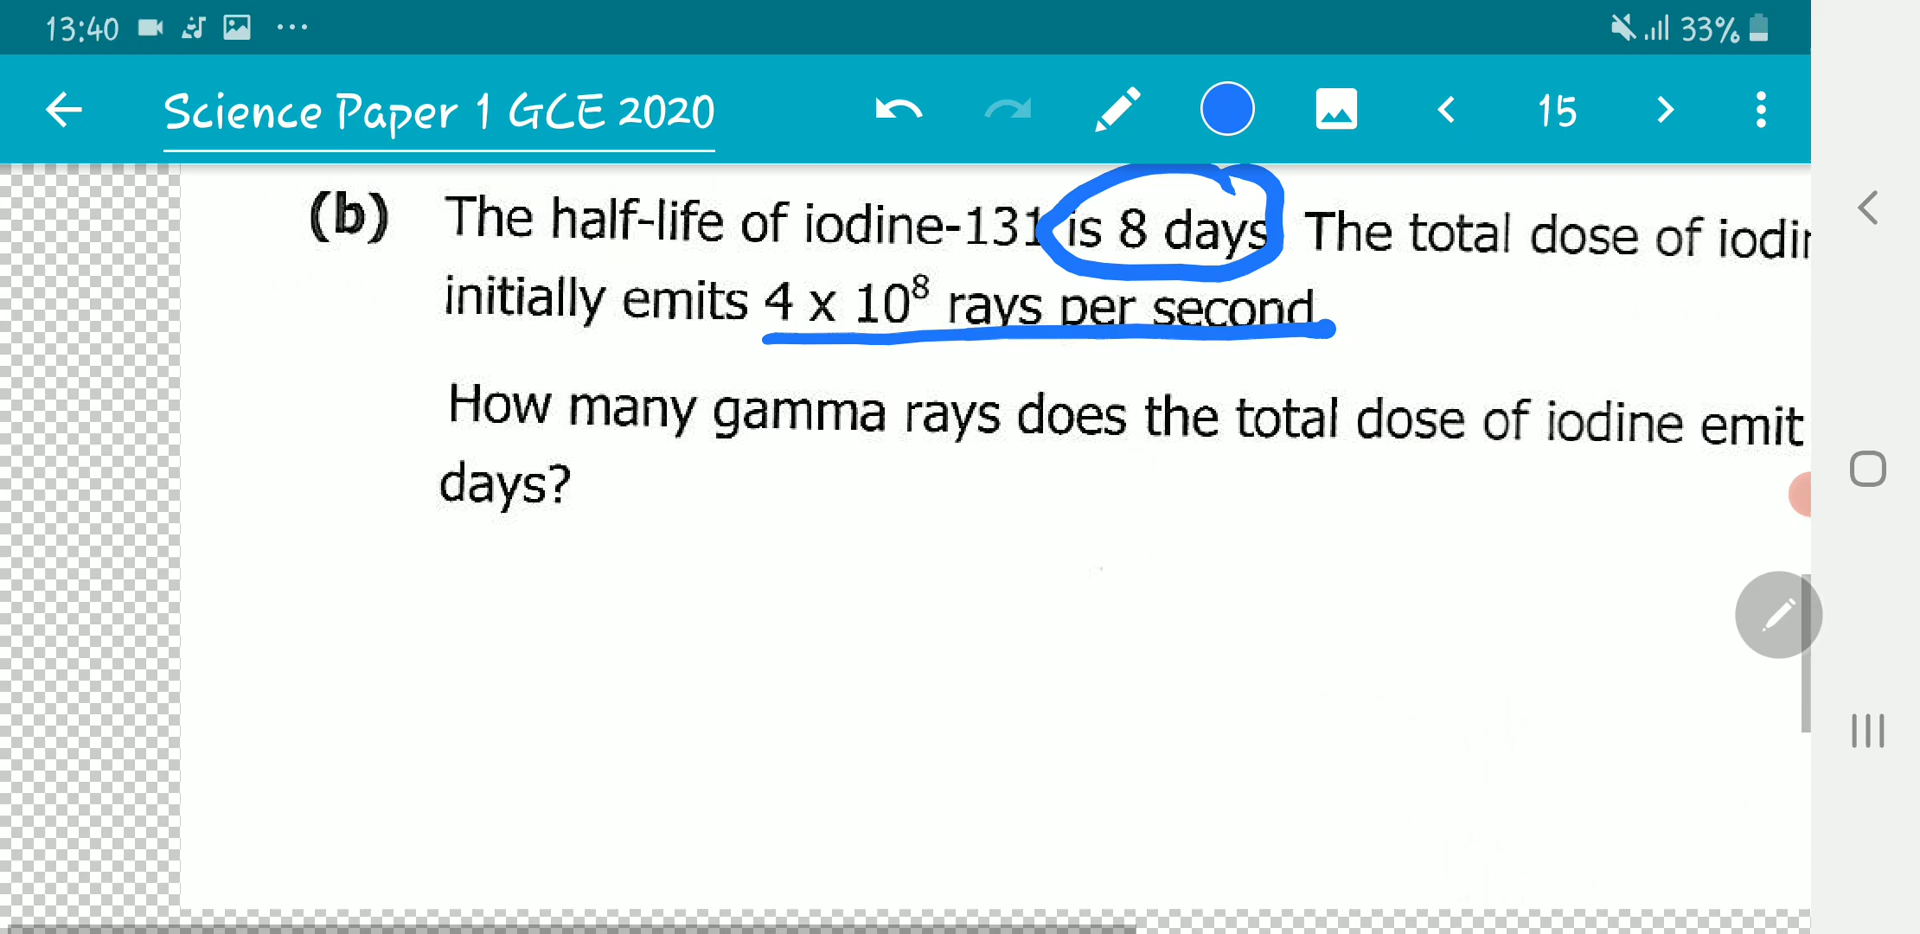 13:40 ... 33%
Science Paper 1 GCE 2020 15
(b) The half-life of iodine-131 is 8 days. The total dose of
initially emits 4 x 10⁸ rays per second.
How many gamma rays does the total dose of iodine emit
days?